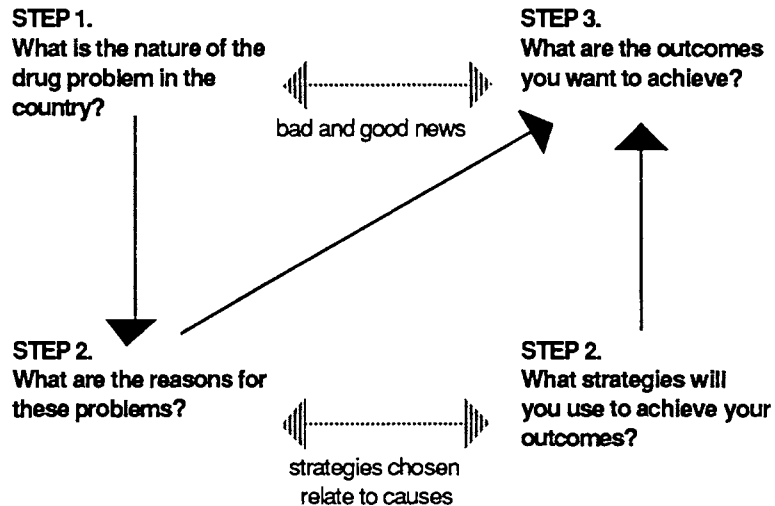 STEP 1.
What is the nature of the
drug problem in the
country?
STEP 3.
What are the outcomes
you want to achieve?
bad and good news
STEP 2.
What are the reasons for
these problems?
STEP 2.
What strategies will
you use to achieve your
outcomes?
strategies chosen
relate to causes